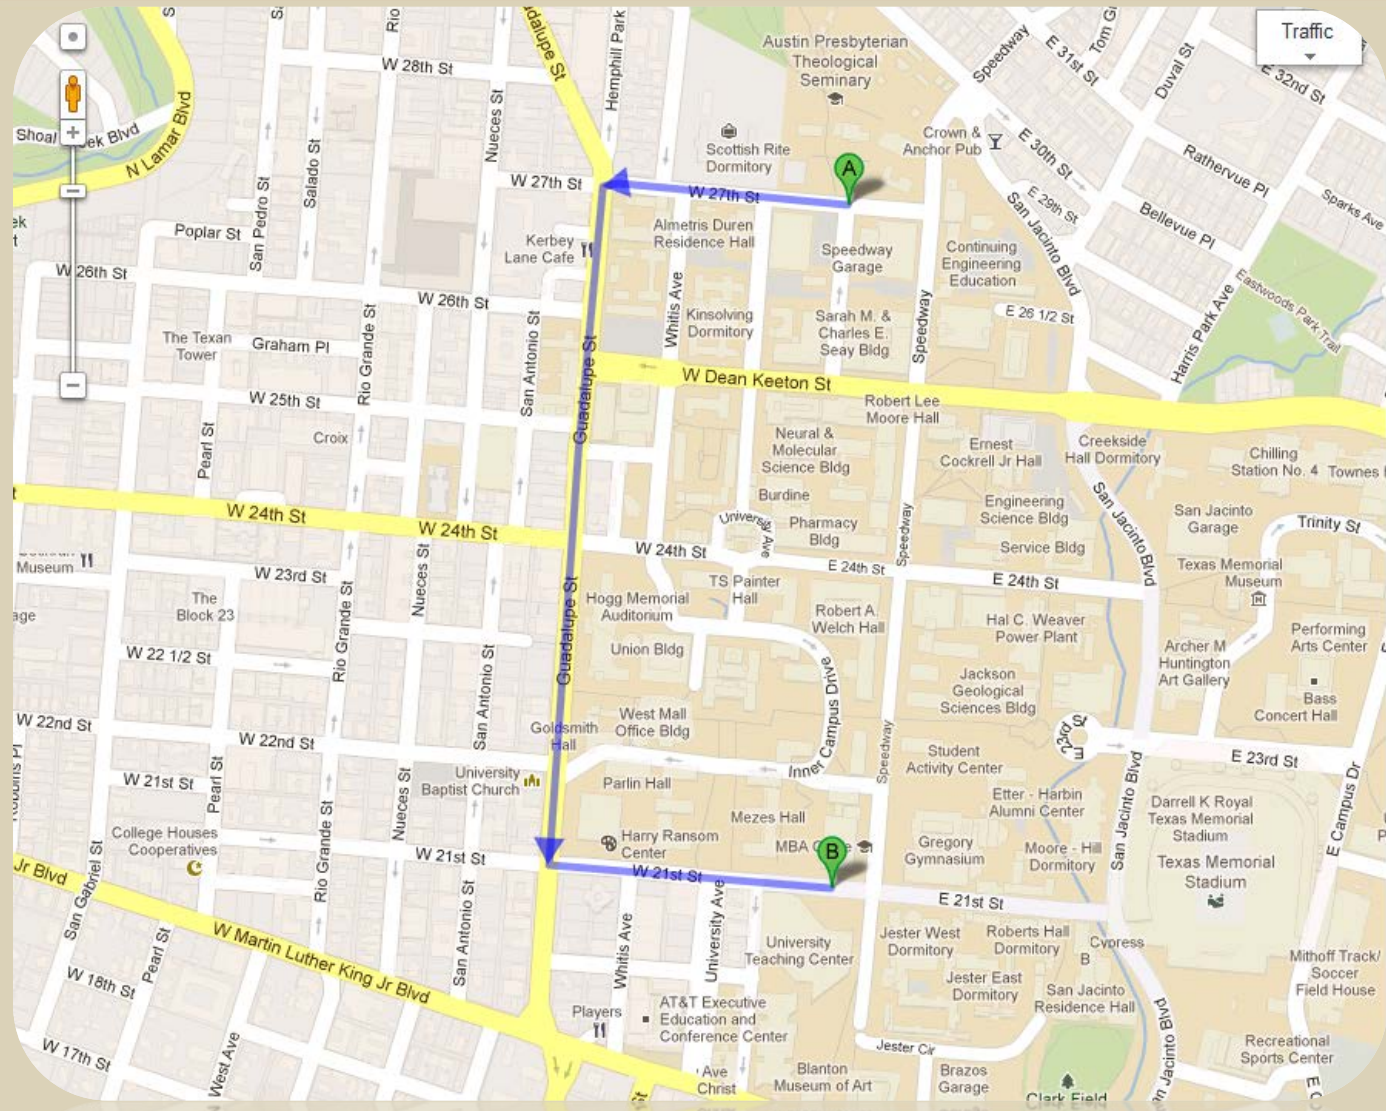 Traffic
Austin Presbyterian
Theological
Seminary
Hemphill Park
Speedway
E 31st St
Duval St
E 32nd St
W 28th St
Shoal
ek Blvd
N Lamar Blvd
Salado St
Nueces St
Scottish Rite
Dormitory
Crown &
Anchor Pub
E 30th St
Rathervue Pl
A
San Pedro St
W 27th St
W 27th St
E 29th St
Sparks Ave
Bellevue Pl
San Jacinto Blvd
Poplar St
Kerbey
Lane Cafe
Almetris Duren
Residence Hall
Speedway
Garage
Continuing
Engineering
Education
W 26th St
W 26th St
Eastwoods Park Trail
Whitis Ave
Kinsolving
Dormitory
Sarah M. &
Charles E.
Seay Bldg
Speedway
E 26 1/2 St
Harris Park Ave
The Texan
Tower
Graham Pl
Rio Grande St
San Antonio St
Guadalupe St
W Dean Keeton St
W 25th St
Robert Lee
Moore Hall
Pearl St
Croix
Neural &
Molecular
Science Bldg
Ernest
Cockrell Jr Hall
Creekside
Hall Dormitory
Chilling
Station No. 4
Townes
W 24th St
W 24th St
Burdine
University Ave
Pharmacy
Bldg
Engineering
Science Bldg
San Jacinto Blvd
San Jacinto
Garage
Trinity St
Museum
W 23rd St
Nueces St
W 24th St
Speedway
E 24th St
Service Bldg
E 24th St
Texas Memorial
Museum
The
Block 23
Rio Grande St
Guadalupe St
Hogg Memorial
Auditorium
TS Painter
Hall
Robert A.
Welch Hall
Hal C. Weaver
Power Plant
Performing
Arts Center
W 22 1/2 St
San Antonio St
Union Bldg
Inner Campus Drive
Jackson
Geological
Sciences Bldg
Archer M
Huntington
Art Gallery
Bass
Concert Hall
W 22nd St
W 22nd St
Goldsmith
Hall
West Mall
Office Bldg
Speedway
E 23rd St
E 23rd St
W 21st St
Pearl St
Nueces St
University
Baptist Church
Parlin Hall
Inner Campus Drive
Student
Activity Center
Etter - Harbin
Alumni Center
San Jacinto Blvd
Darrell K Royal
Texas Memorial
Stadium
E Campus Dr
College Houses
Cooperatives
Rio Grande St
W 21st St
Harry Ransom
Center
Mezes Hall
MBA
B
Gregory
Gymnasium
Moore - Hill
Dormitory
Texas Memorial
Stadium
Jr Blvd
San Gabriel St
W 21st St
E 21st St
W Martin Luther King Jr Blvd
San Antonio St
Whitis Ave
University Ave
University
Teaching Center
Jester West
Dormitory
Roberts Hall
Dormitory
Cypress
B
Mithoff Track/
Soccer
Field House
W 18th St
Pearl St
Players
AT&T Executive
Education and
Conference Center
Jester East
Dormitory
San Jacinto
Residence Hall
W 17th St
West Ave
Jester Cir
Recreational
Sports Center
Ave
Christ
Blanton
Museum of Art
Brazos
Garage
Clark Field